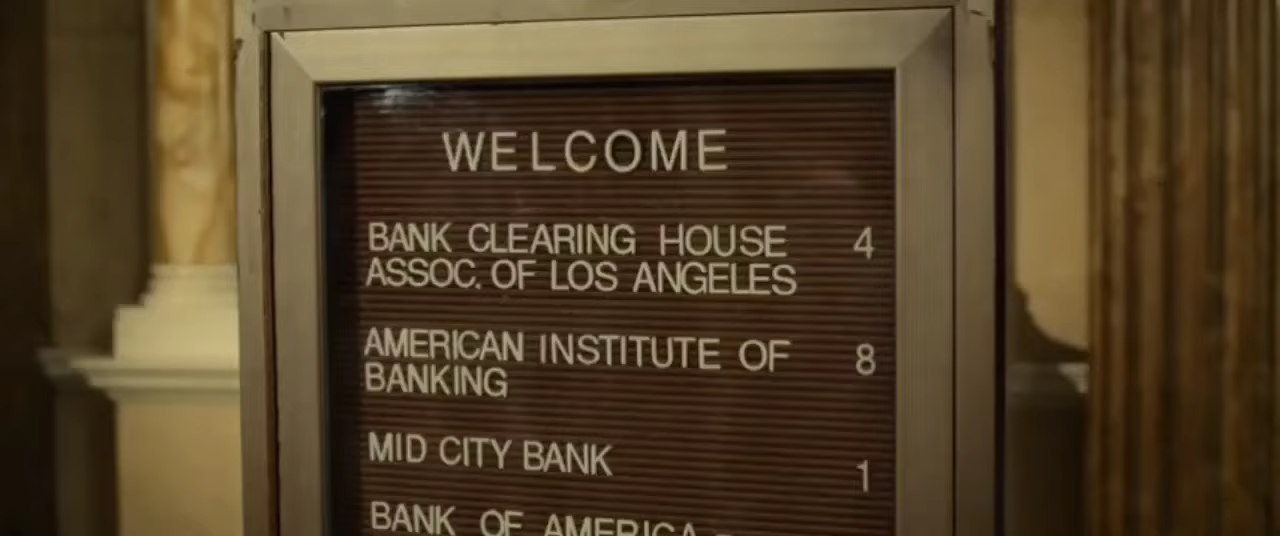 WELCOME
BANK CLEARING HOUSE 4
ASSOC. OF LOS ANGELES
AMERICAN INSTITUTE OF 8
BANKING
MID CITY BANK 1
BANK OF AMERICA